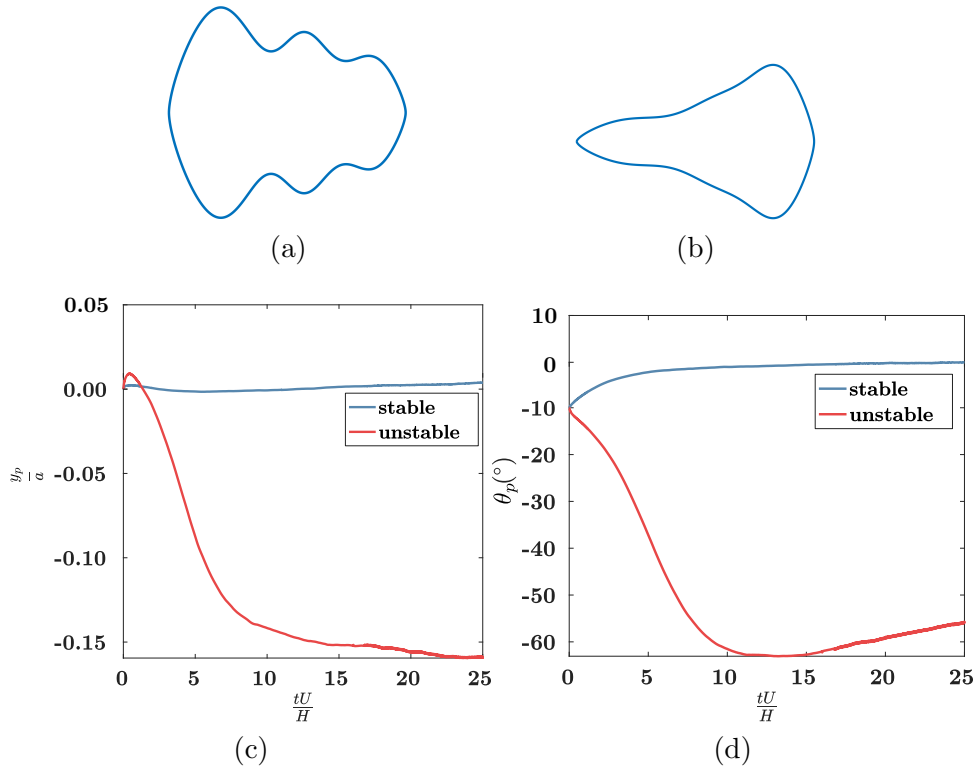 (a)
(b)
0.05
0.00
-0.05
-0.10
-0.15
y_p/a
stable
unstable
0 5 10 15 20 25
tU/H
(c)
10
0
-10
-20
-30
-40
-50
-60
θ_p(°)
stable
unstable
0 5 10 15 20 25
tU/H
(d)